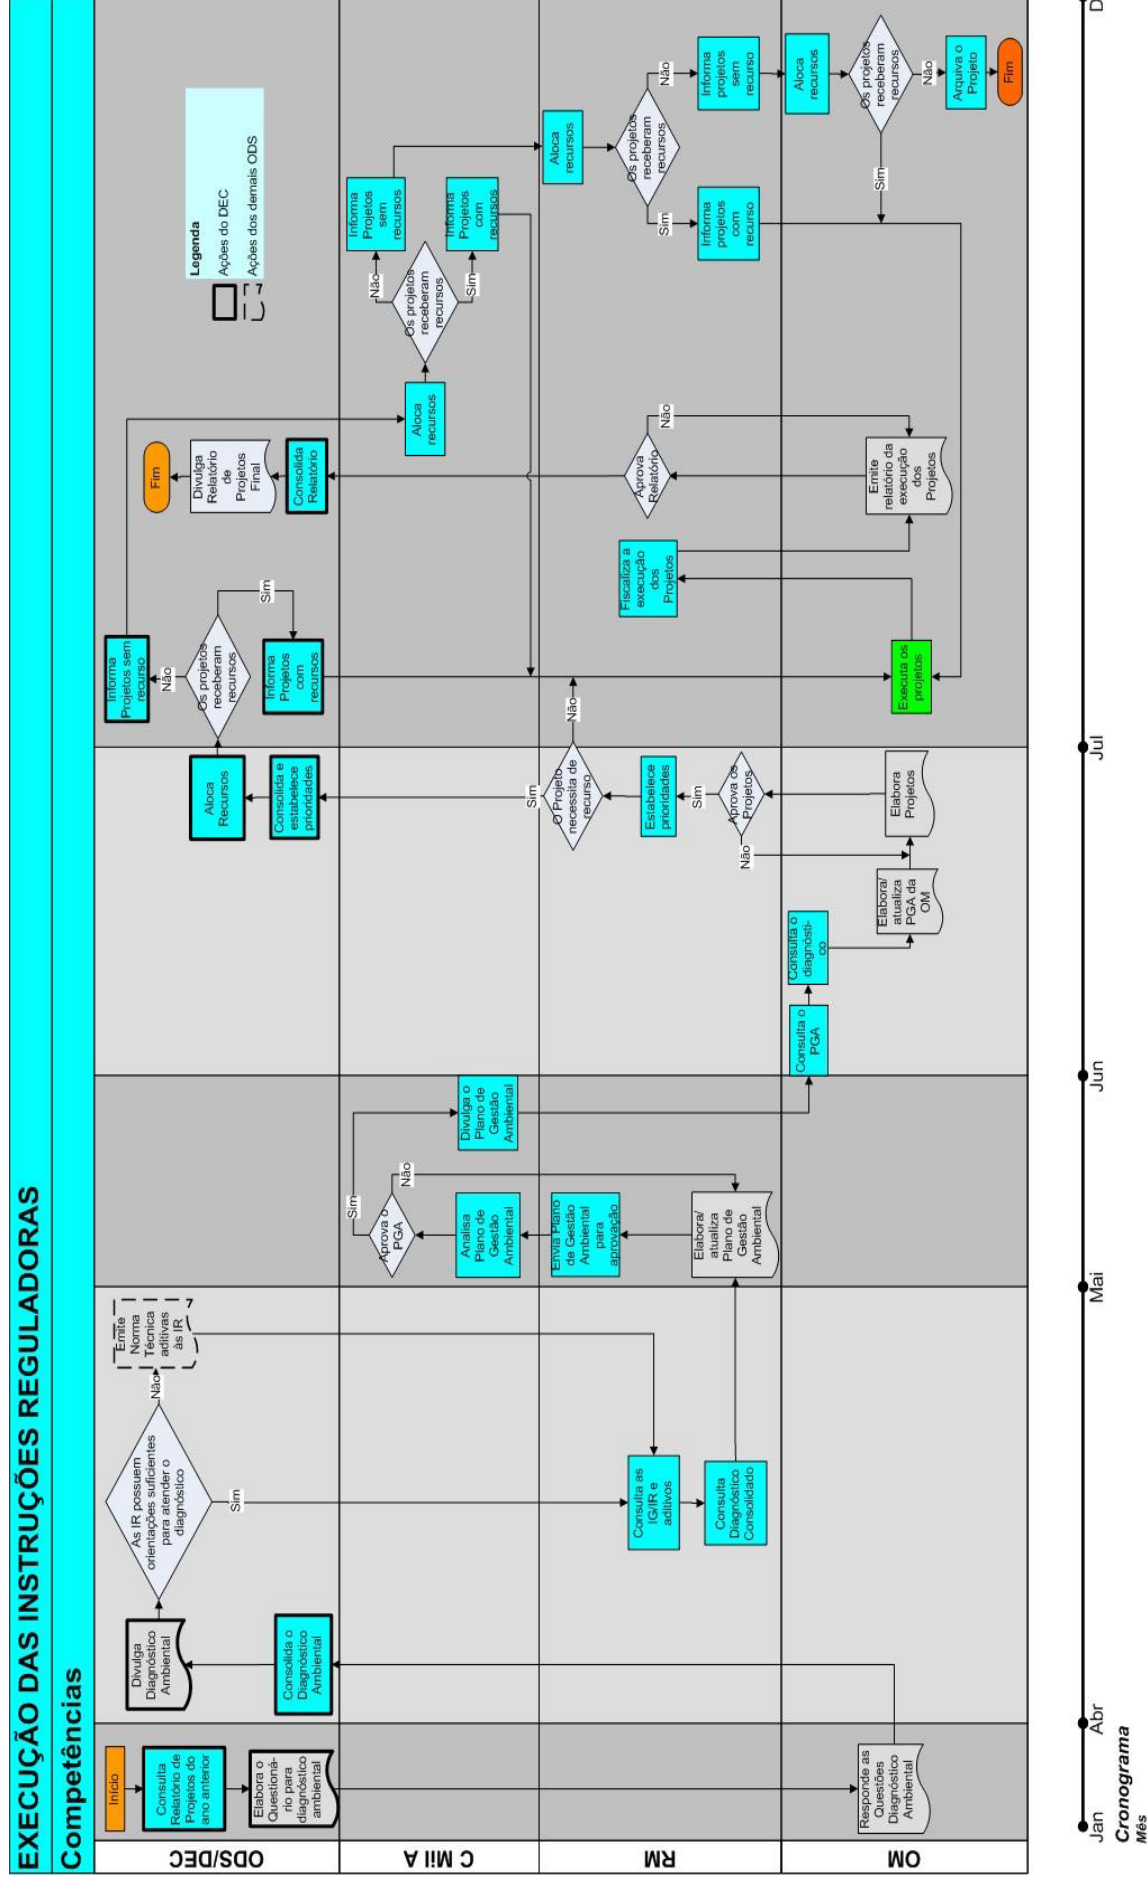 EXECUÇÃO DAS INSTRUÇÕES REGULADORAS
Competências
ODS/DEC
Início
Consulta
Relatório de
Projetos do
ano anterior
Elabora o
Questioná-
rio para
diagnóstico
ambiental
Consolida o
Diagnóstico
Ambiental
Divulga
Diagnóstico
Ambiental
As IR possuem
orientações suficientes
para atender o
diagnóstico
Sim
Não
Emite
Norma
Técnica
aditivas
às IR
Consolida e
estabelece
prioridades
Aloca
Recursos
Os projetos
receberam
recursos
Não
Sim
Informa
Projetos sem
recurso
Informa
Projetos
com
recursos
Consolida
Relatório
Divulga
Relatório
de
Projetos
Final
Fim
Legenda
Ações do DEC
Ações dos demais ODS
C Mil A
Analisa
Plano de
Gestão
Ambiental
Aprova o
PGA
Sim
Não
Divulga o
Plano de
Gestão
Ambiental
Aloca
recursos
Os projetos
receberam
recursos
Não
Sim
Informa
Projetos
sem
recursos
Informa
Projetos
com
recursos
RM
Consulta as
IG/IR e
aditivos
Consulta
Diagnóstico
Consolidado
Elabora/
atualiza
Plano de
Gestão
Ambiental
Envia Plano
de Gestão
Ambiental
para
aprovação
Aprova os
Projetos
Não
Sim
Estabelece
prioridades
O Projeto
necessita de
recurso
Sim
Não
Fiscaliza a
execução
dos
Projetos
Aprova
Relatório
Não
Aloca
recursos
Os projetos
receberam
recursos
Sim
Não
Informa
projetos
com
recurso
Informa
projetos
sem
recurso
OM
Responde as
Questões
Diagnóstico
Ambiental
Consulta o
PGA
Consulta o
diagnósti-
co
Elabora/
atualiza
PGA da
OM
Elabora
Projetos
Executa os
projetos
Emite
relatório da
execução
dos
Projetos
Aloca
recursos
Os projetos
receberam
recursos
Sim
Não
Arquiva o
Projeto
Fim
Jan
Abr
Mai
Jun
Jul
D
Cronograma
Mês